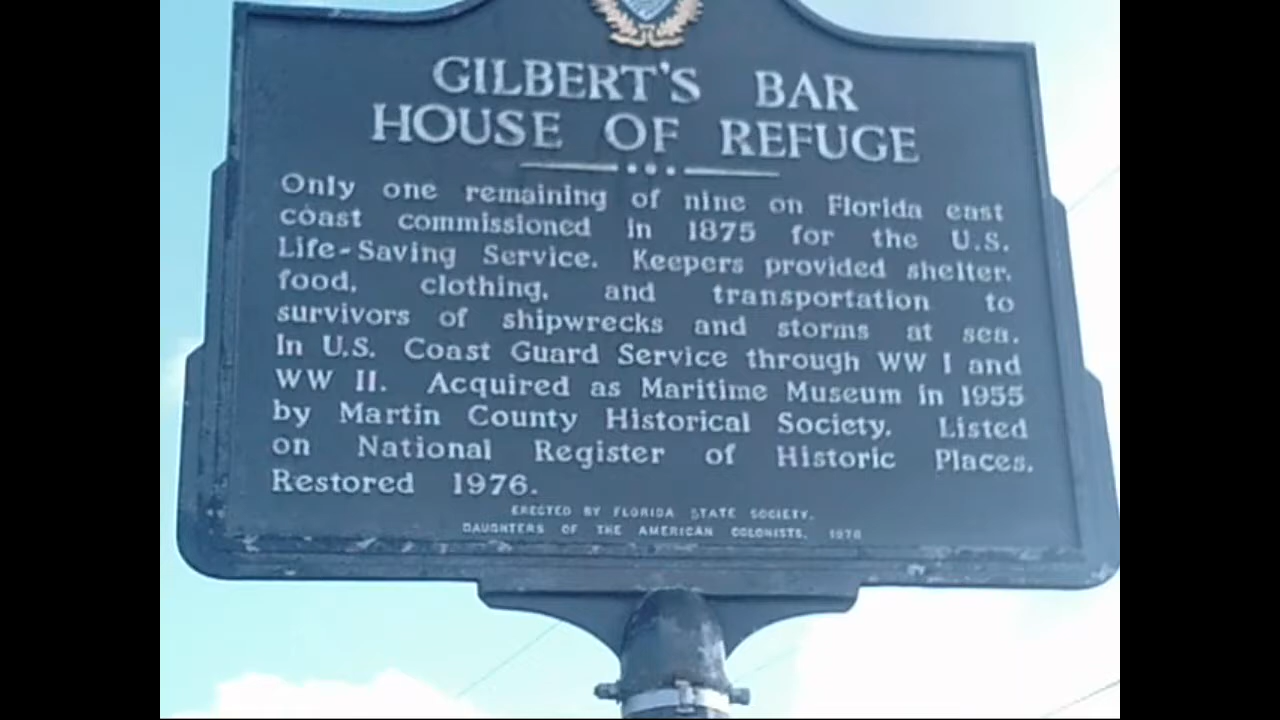 GILBERT'S BAR
HOUSE OF REFUGE
Only one remaining of nine on Florida east
coast commissioned in 1875 for the U.S.
Life-Saving Service. Keepers provided shelter,
food, clothing, and transportation to
survivors of shipwrecks and storms at sea.
In U.S. Coast Guard Service through WW I and
WW II. Acquired as Maritime Museum in 1955
by Martin County Historical Society. Listed
on National Register of Historic Places.
Restored 1976.
ERECTED BY FLORIDA STATE SOCIETY,
DAUGHTERS OF THE AMERICAN COLONISTS, 1976